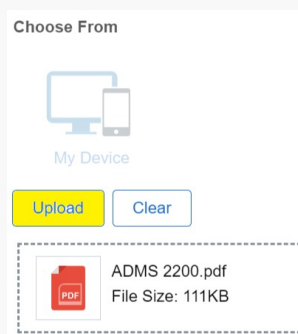 Choose From
My Device
Upload Clear
ADMS 2200.pdf
PDF
File Size: 111KB